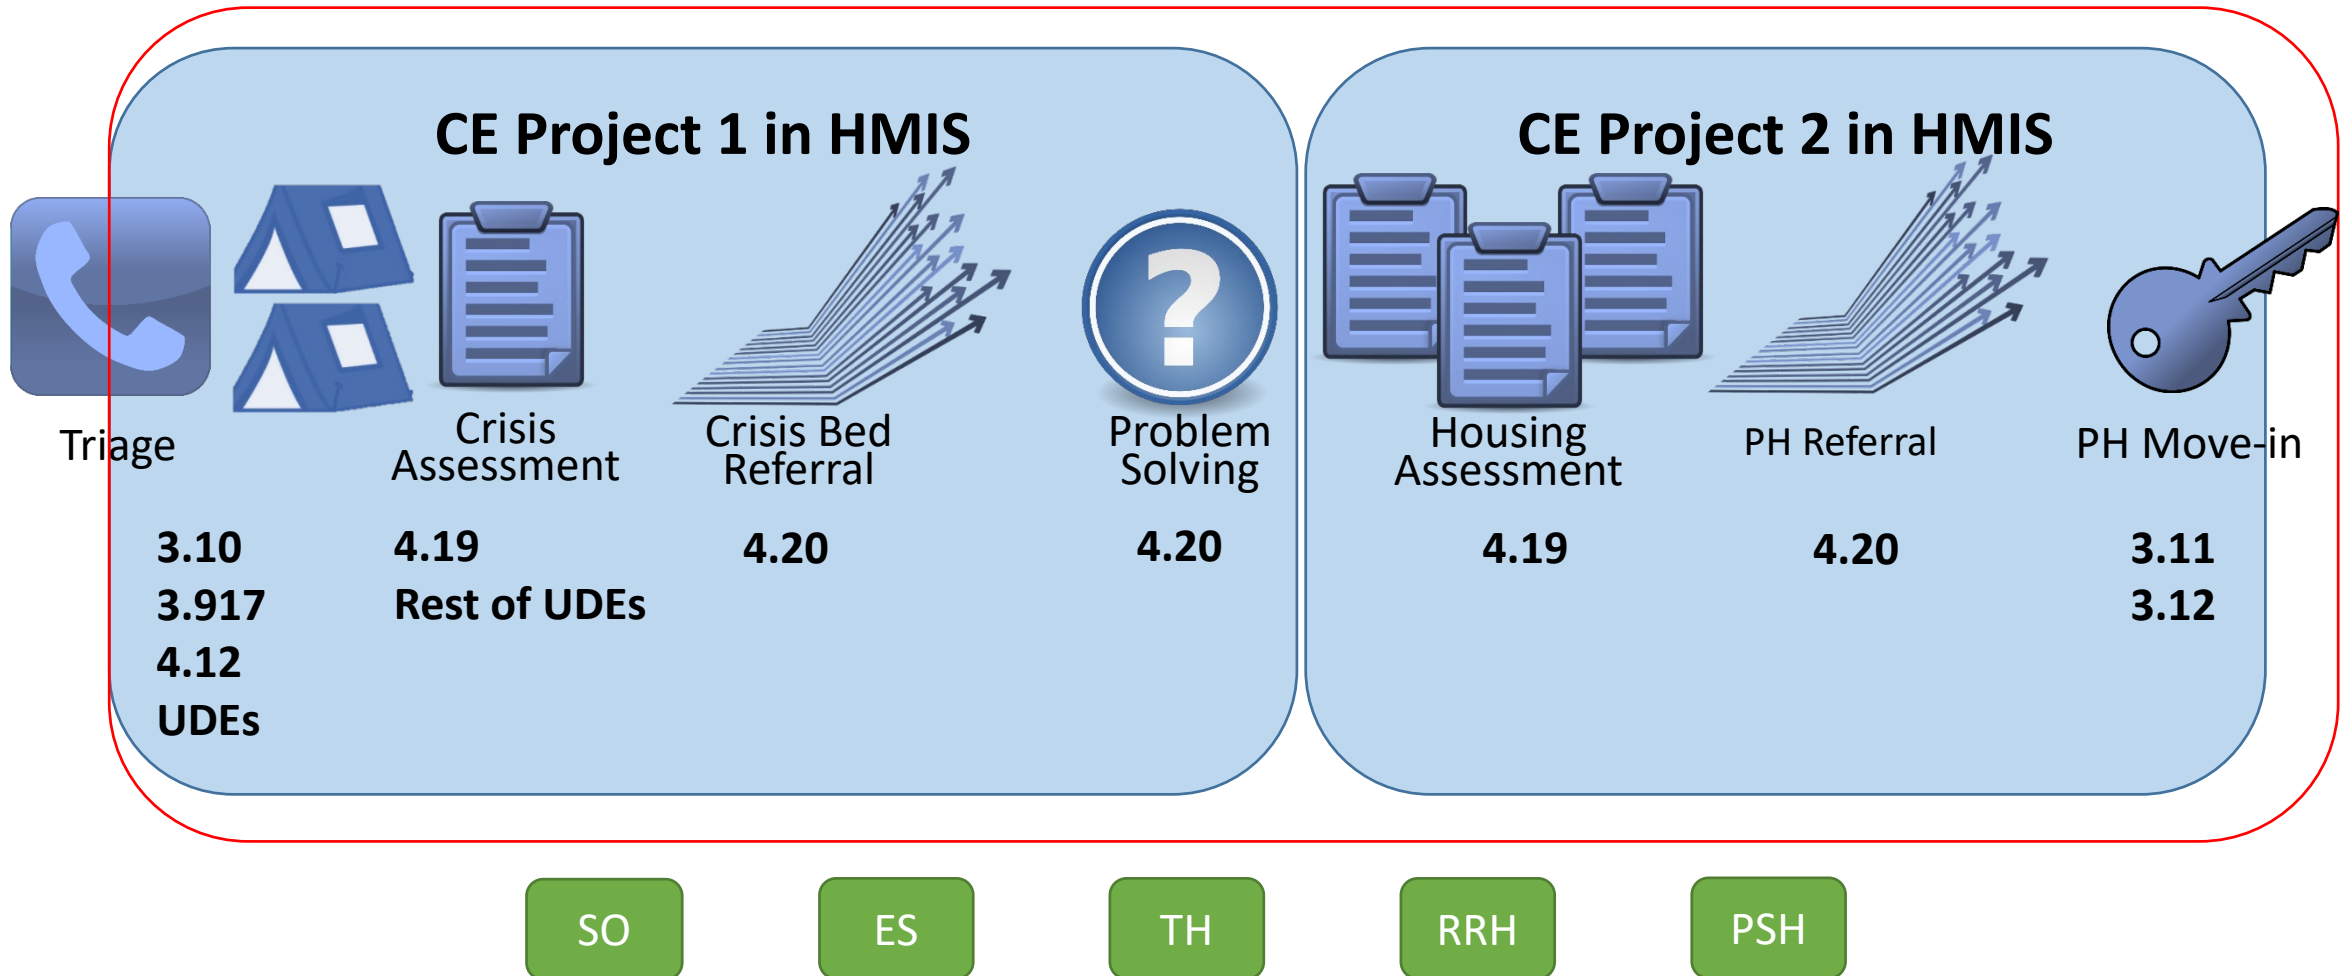 CE Project 1 in HMIS
CE Project 2 in HMIS
Triage
Crisis
Assessment
Crisis Bed
Referral
Problem
Solving
Housing
Assessment
PH Referral
PH Move-in
3.10
3.917
4.12
UDEs
4.19
Rest of UDEs
4.20
4.20
4.19
4.20
3.11
3.12
SO
ES
TH
RRH
PSH